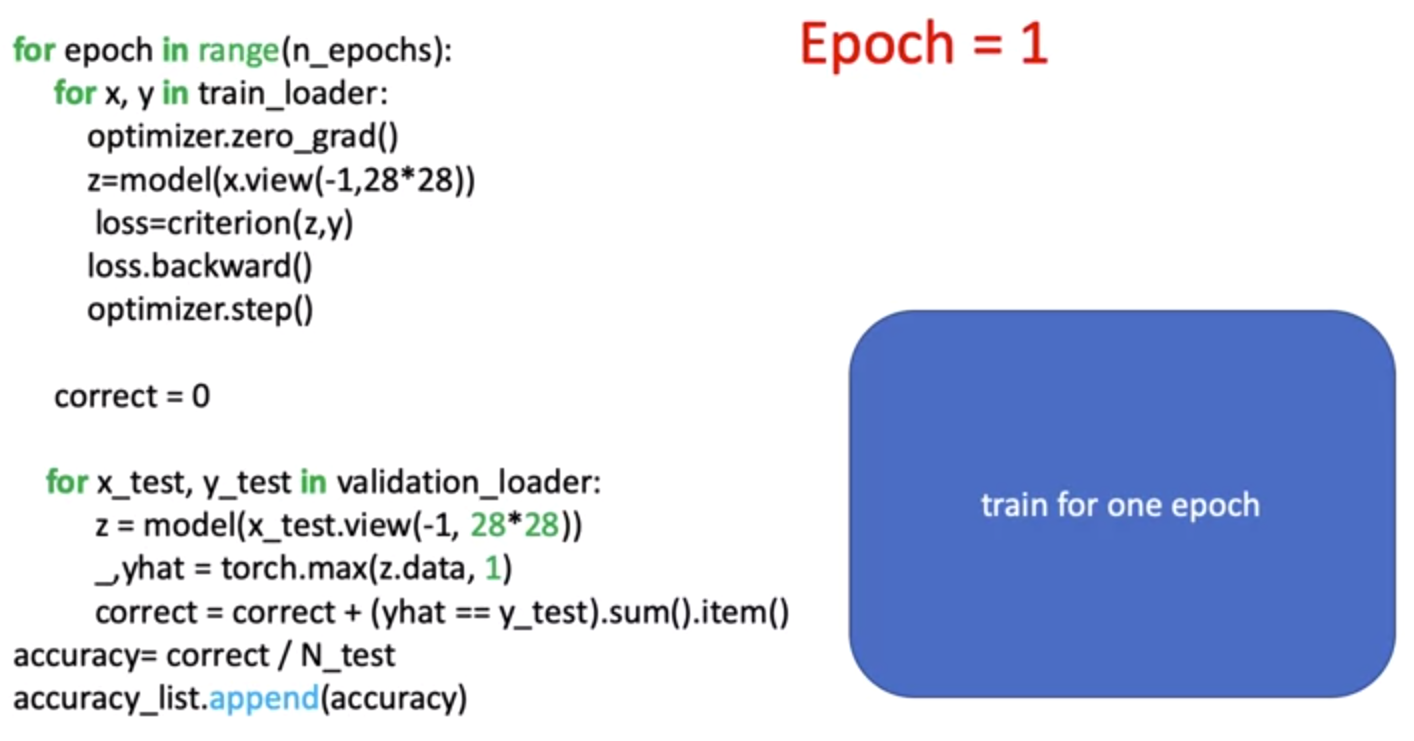 for epoch in range(n_epochs):
for x, y in train_loader:
optimizer.zero_grad()
z=model(x.view(-1,28*28))
loss=criterion(z,y)
loss.backward()
optimizer.step()
correct = 0
for x_test, y_test in validation_loader:
z = model(x_test.view(-1, 28*28))
_,yhat = torch.max(z.data, 1)
correct = correct + (yhat == y_test).sum().item()
accuracy= correct / N_test
accuracy_list.append(accuracy)
Epoch = 1
train for one epoch